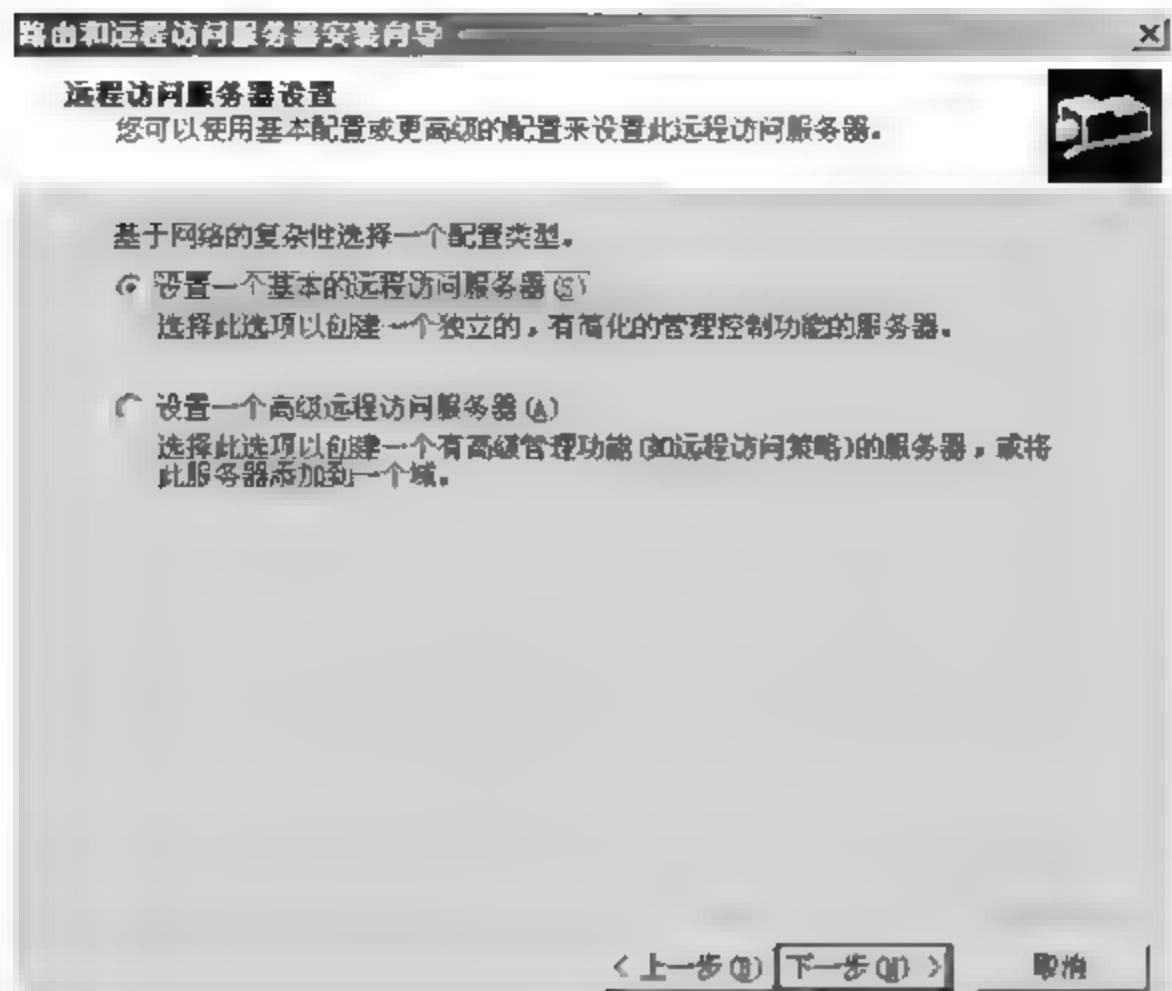 路由和远程访问服务器安装向导
远程访问服务器设置
您可以使用基本配置或更高级的配置来设置此远程访问服务器。
基于网络的复杂性选择一个配置类型。
设置一个基本的远程访问服务器(S)
选择此选项以创建一个独立的，有简化的管理控制功能的服务器。
设置一个高级远程访问服务器(A)
选择此选项以创建一个有高级管理功能(如远程访问策略)的服务器，或将
此服务器添加到一个域。
< 上一步(B) 下一步(N) > 取消